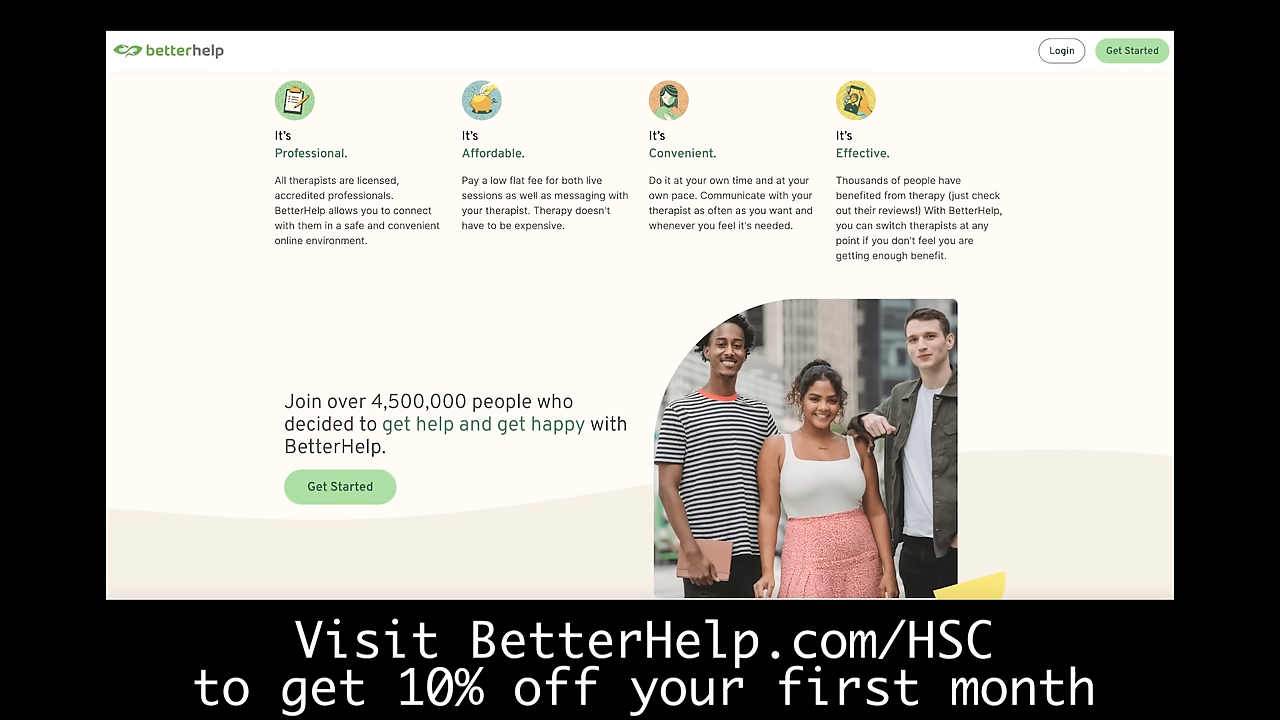 betterhelp
Login
Get Started
It's
Professional.
All therapists are licensed,
accredited professionals.
BetterHelp allows you to connect
with them in a safe and convenient
online environment.
It's
Affordable.
Pay a low flat fee for both live
sessions as well as messaging with
your therapist. Therapy doesn't
have to be expensive.
It's
Convenient.
Do it at your own time and at your
own pace. Communicate with your
therapist as often as you want and
whenever you feel it's needed.
It's
Effective.
Thousands of people have
benefited from therapy (just check
out their reviews!) With BetterHelp,
you can switch therapists at any
point if you don't feel you are
getting enough benefit.
Join over 4,500,000 people who
decided to get help and get happy with
BetterHelp.
Get Started
Visit BetterHelp.com/HSC
to get 10% off your first month